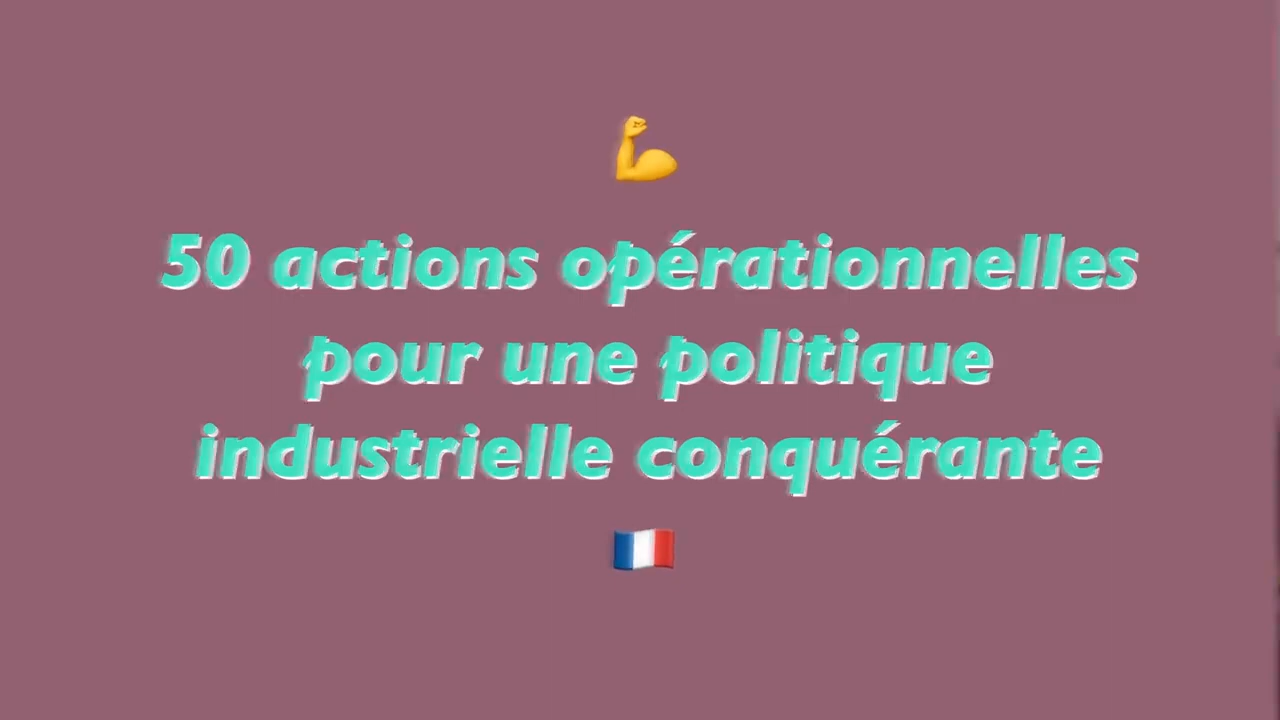 50 actions opérationnelles
pour une politique
industrielle conquérante